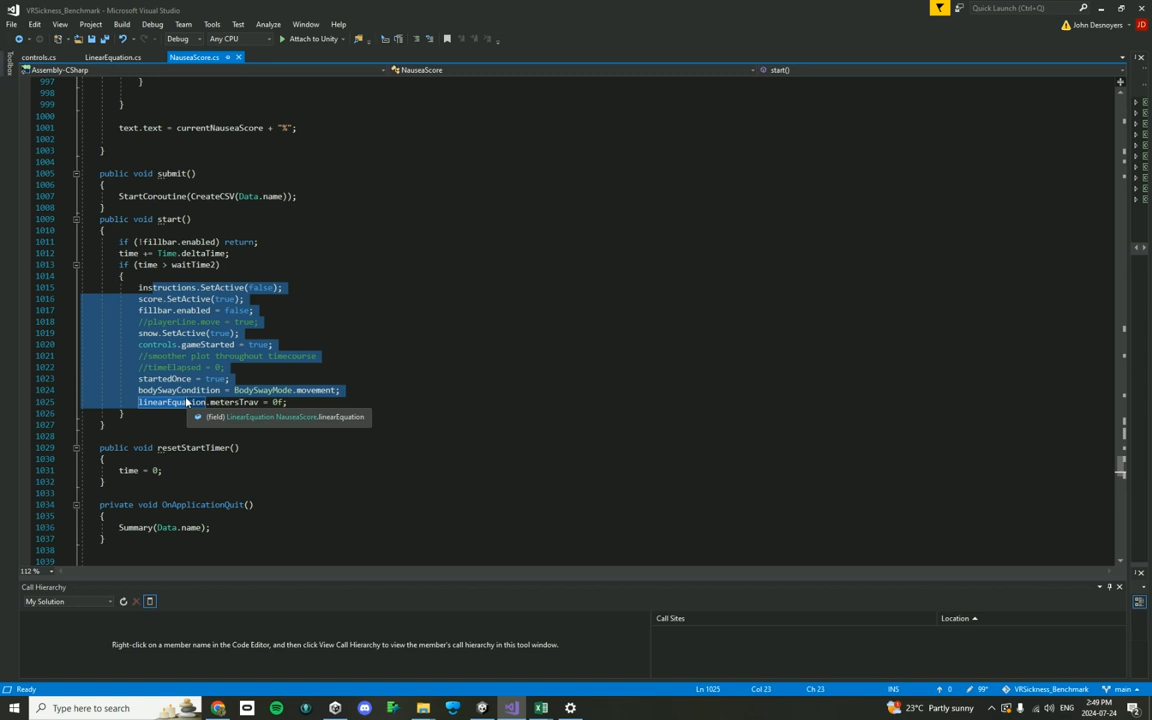 VRSickness_Benchmark - Microsoft Visual Studio
Quick Launch (Ctrl+Q)
File Edit View Project Build Debug Team Tools Test Analyze Window Help
John Desnoyers JD
Debug Any CPU Attach to Unity
Toolbox
controls.cs LinearEquation.cs NauseaScore.cs
Assembly-CSharp NauseaScore start()
997 }
998
999 }
1000
1001 text.text = currentNauseaScore + "%";
1002
1003 }
1004
1005 public void submit()
1006 {
1007 StartCoroutine(CreateCSV(Data.name));
1008 }
1009 public void start()
1010 {
1011 if (!fillbar.enabled) return;
1012 time += Time.deltaTime;
1013 if (time > waitTime2)
1014 {
1015 instructions.SetActive(false);
1016 score.SetActive(true);
1017 fillbar.enabled = false;
1018 //playerLine.move = true;
1019 snow.SetActive(true);
1020 controls.gameStarted = true;
1021 //smoother plot throughout timecourse
1022 //timeElapsed = 0;
1023 startedOnce = true;
1024 bodySwayCondition = BodySwayMode.movement;
1025 linearEquation.metersTrav = 0f;
1026 }
(field) LinearEquation NauseaScore.linearEquation
1027 }
1028
1029 public void resetStartTimer()
1030 {
1031 time = 0;
1032 }
1033
1034 private void OnApplicationQuit()
1035 {
1036 Summary(Data.name);
1037 }
1038
1039
112 %
Call Hierarchy
My Solution
Call Sites Location
Right-click on a member name in the Code Editor, and then click View Call Hierarchy to view the member's call hierarchy in this tool window.
Ready Ln 1025 Col 23 Ch 23 INS 0 99+ VRSickness_Benchmark main
Type here to search
23°C Partly sunny ENG 2:49 PM
2024-07-24
2